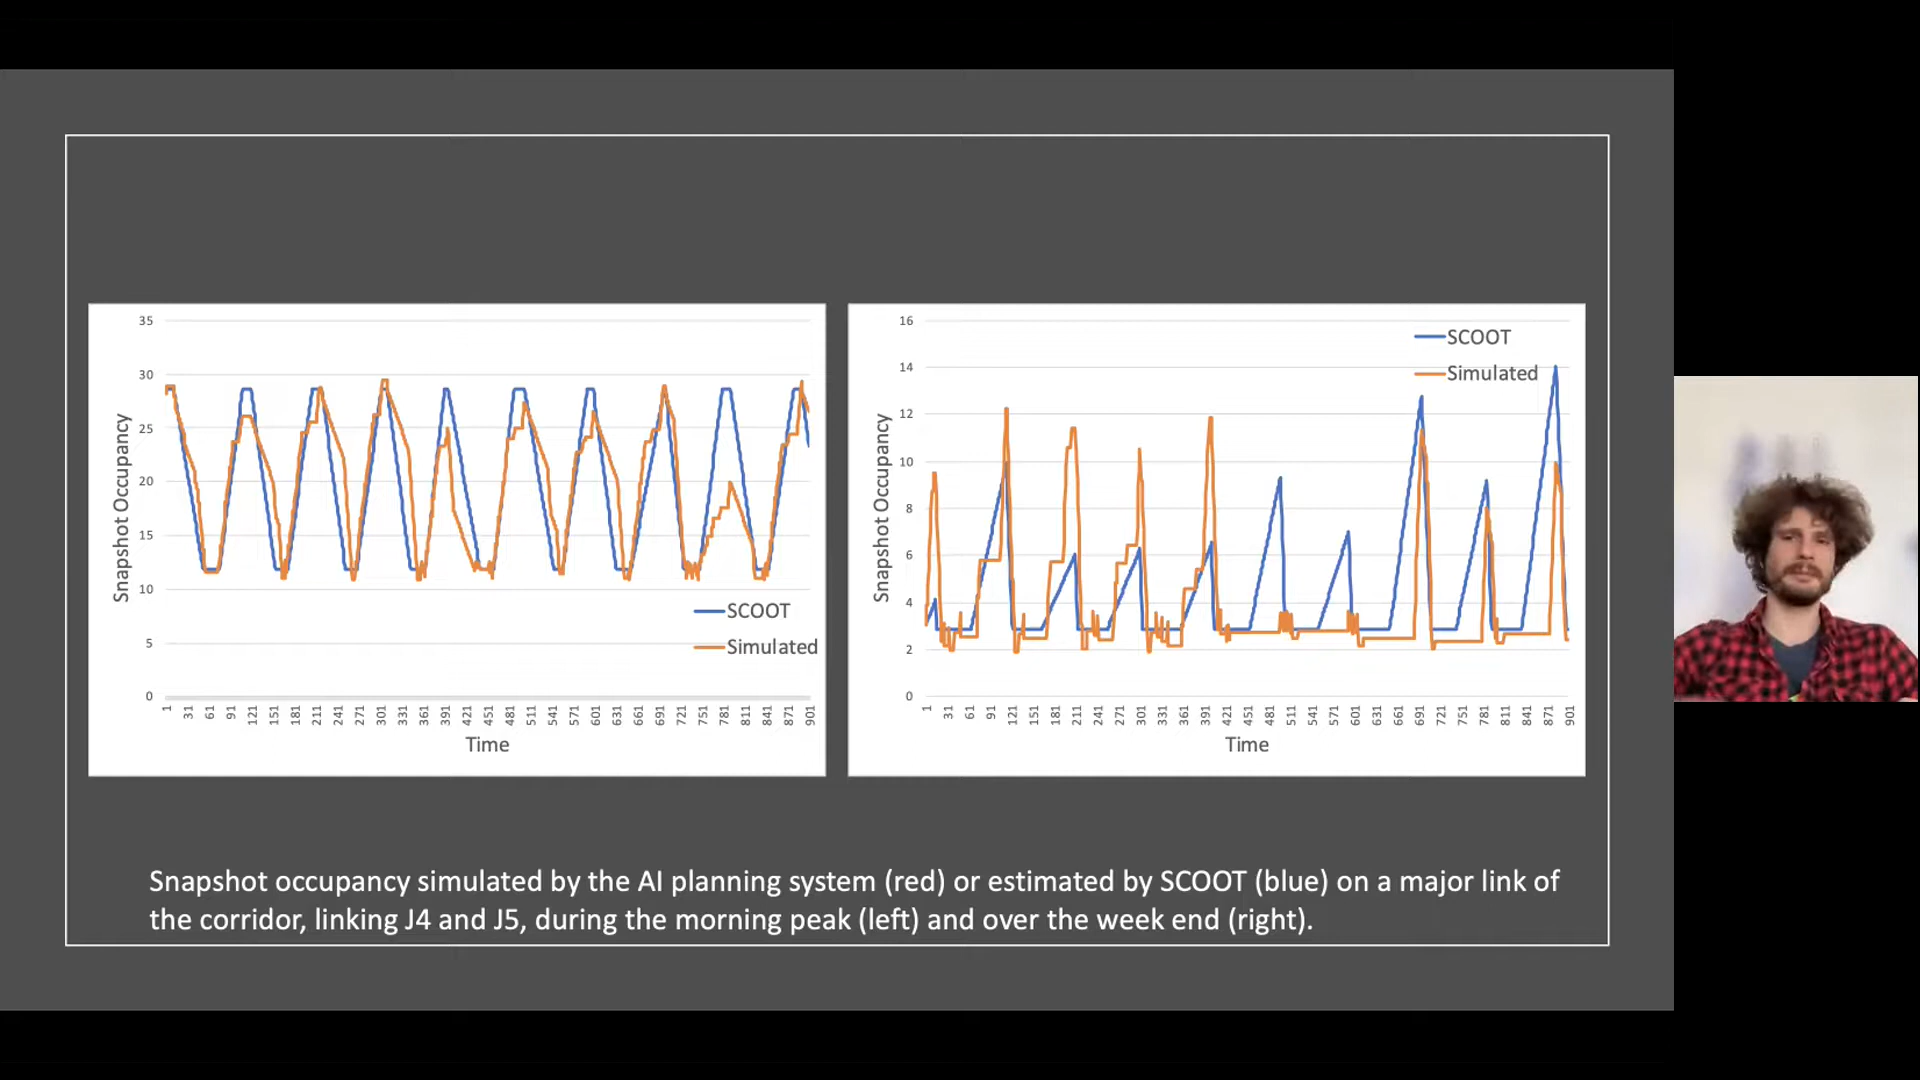 35
30
25
20
15
10
5
0
Snapshot Occupancy
SCOOT
Simulated
1 31 61 91 121 151 181 211 241 271 301 331 361 391 421 451 481 511 541 571 601 631 661 691 721 751 781 811 841 871 901
Time
16
14
12
10
8
6
4
2
0
Snapshot Occupancy
SCOOT
Simulated
1 31 61 91 121 151 181 211 241 271 301 331 361 391 421 451 481 511 541 571 601 631 661 691 721 751 781 811 841 871 901
Time
Snapshot occupancy simulated by the AI planning system (red) or estimated by SCOOT (blue) on a major link of
the corridor, linking J4 and J5, during the morning peak (left) and over the week end (right).